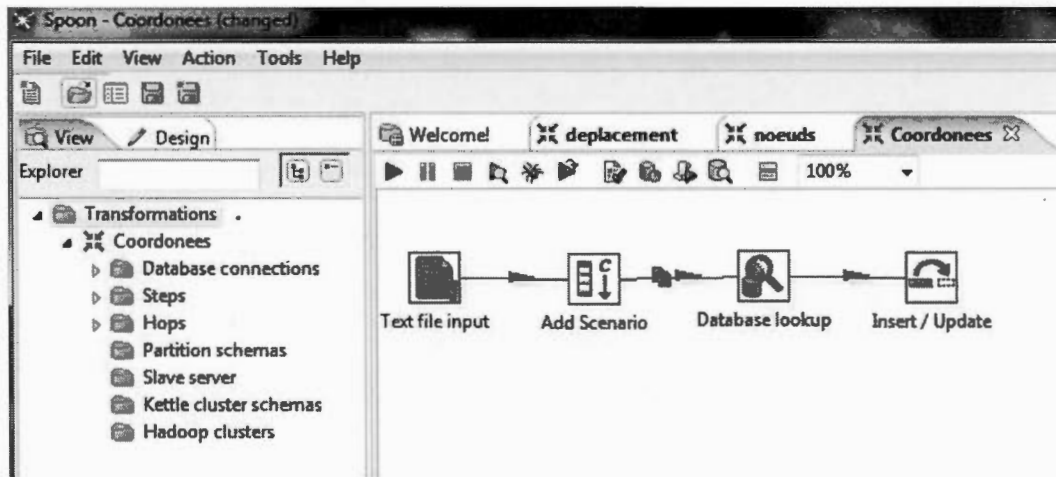 Spoon - Coordonees (changed)
File Edit View Action Tools Help
View Design
Explorer
Transformations
Coordonees
Database connections
Steps
Hops
Partition schemas
Slave server
Kettle cluster schemas
Hadoop clusters
Welcome! deplacement noeuds Coordonees
100%
Text file input Add Scenario Database lookup Insert / Update